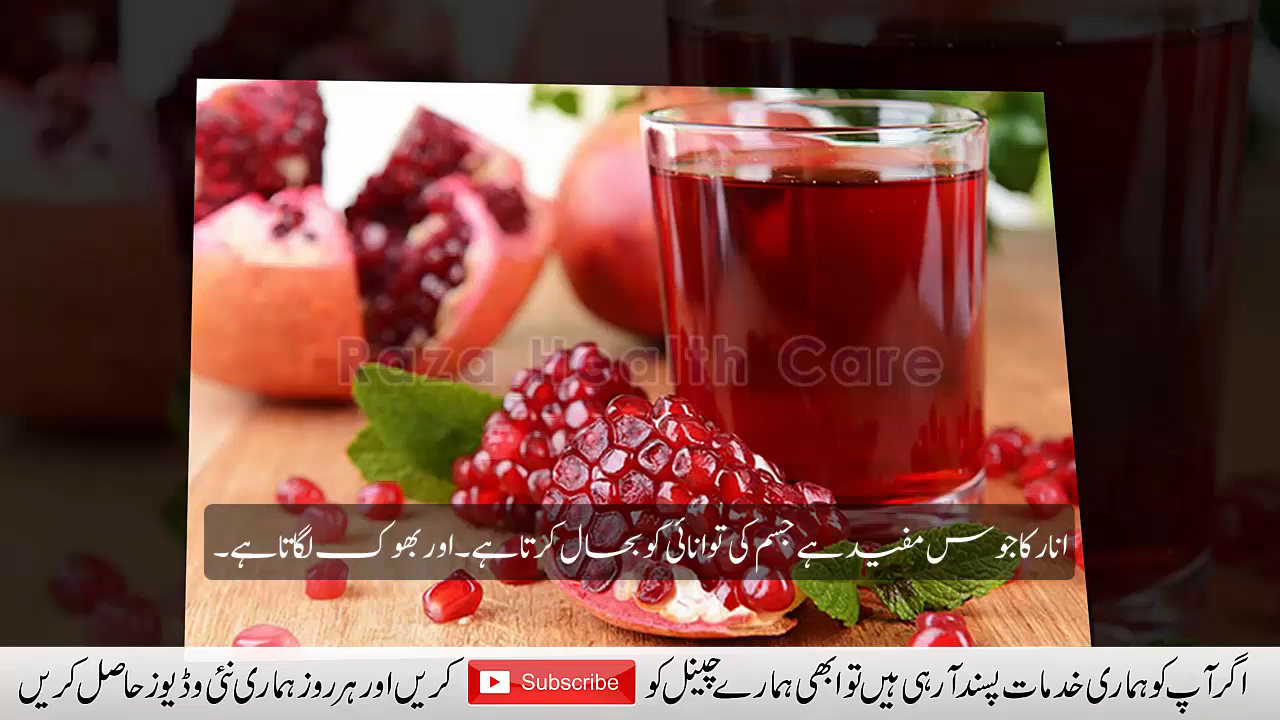 Raza Health Care
انار کا جوس مفید ہے جسم کی توانائی کو بحال کرتا ہے۔ اور بھوک لگاتا ہے۔
اگر آپ کو ہماری خدمات پسند آ رہی ہیں تو ابھی ہمارے چینل کو Subscribe کریں اور ہر روز ہماری نئی وڈیوز حاصل کریں